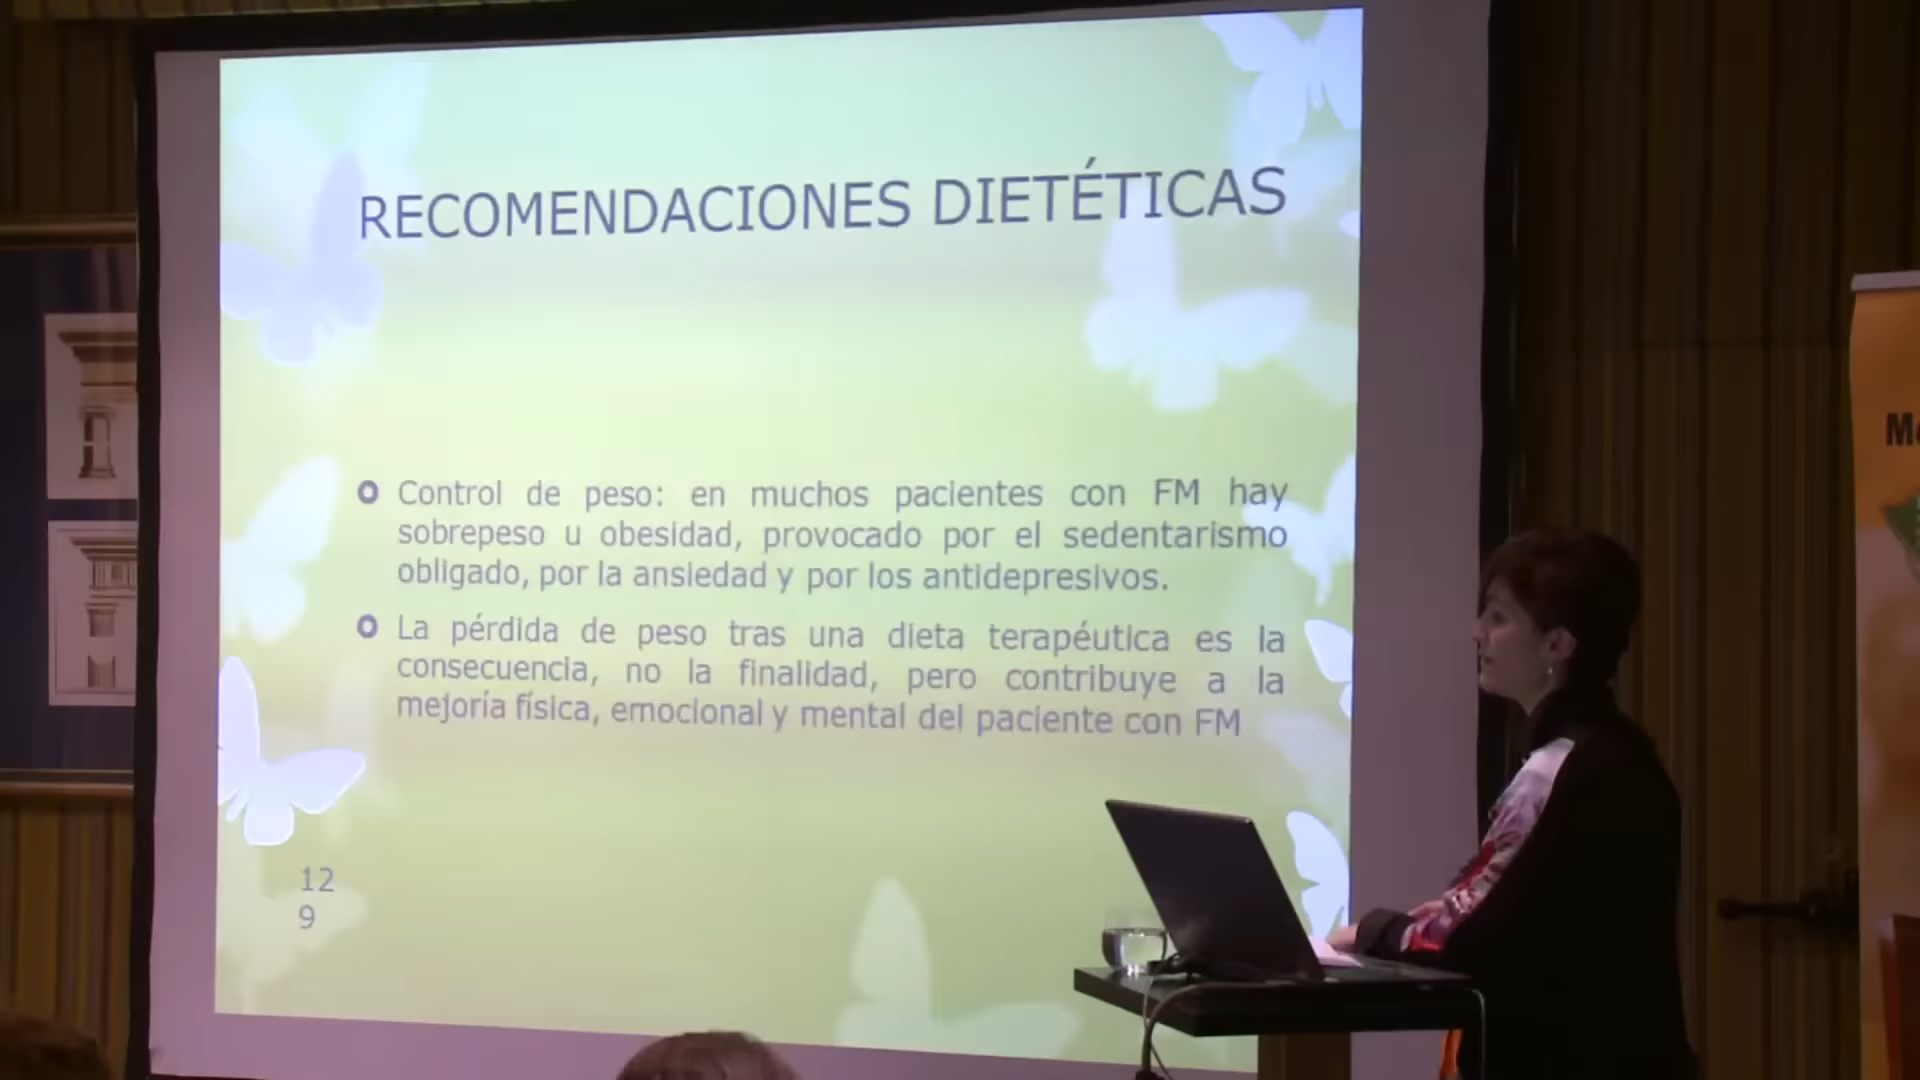 RECOMENDACIONES DIETÉTICAS
Control de peso: en muchos pacientes con FM hay
sobrepeso u obesidad, provocado por el sedentarismo
obligado, por la ansiedad y por los antidepresivos.
La pérdida de peso tras una dieta terapéutica es la
consecuencia, no la finalidad, pero contribuye a la
mejoría física, emocional y mental del paciente con FM
12
9